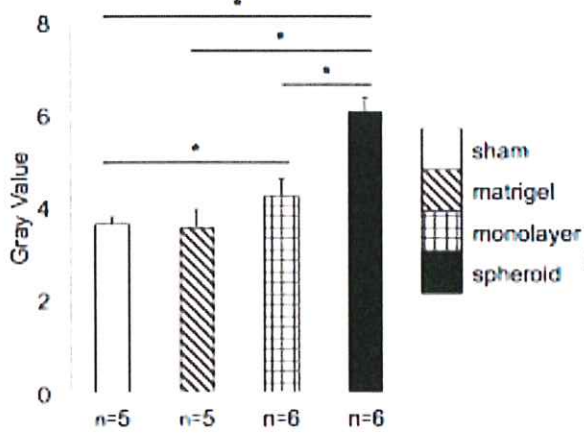 *
8
*
*
6
*
4
2
0
Gray Value
n=5 n=5 n=6 n=6
sham
matrigel
monolayer
spheroid